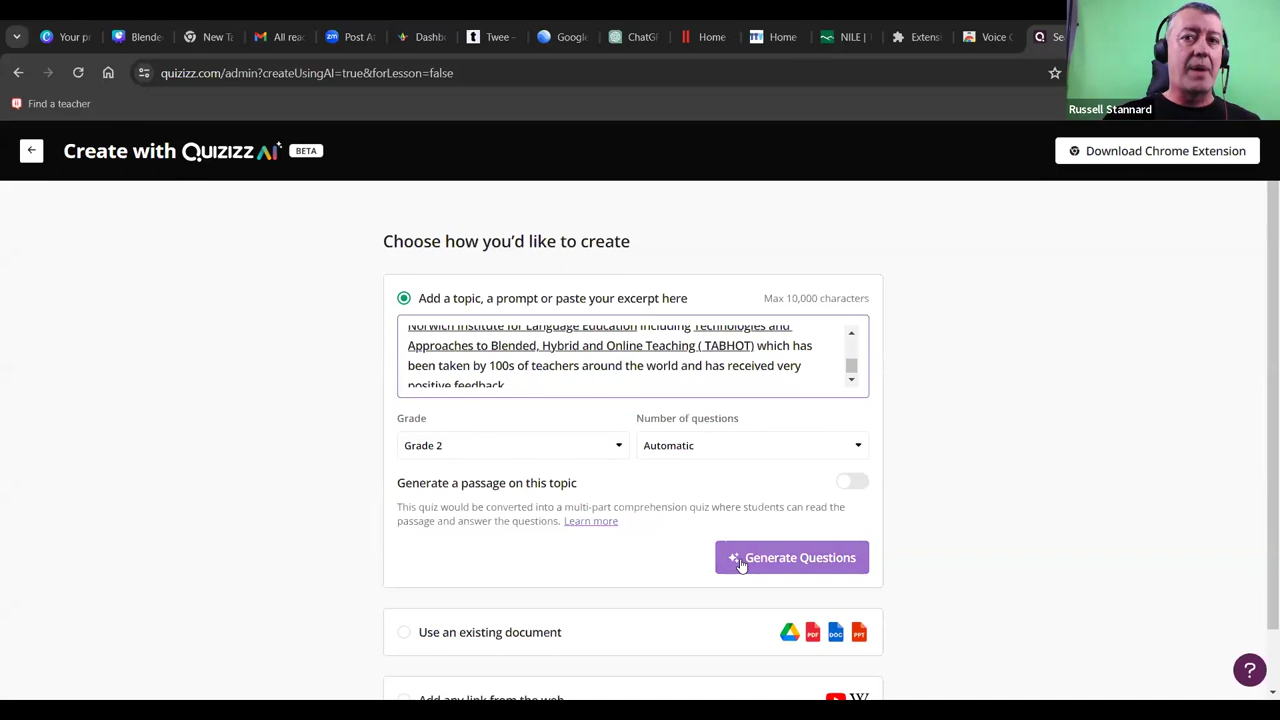 Your p
Blende
New Ta
All rea
Post A
Dashb
Twee -
Google
ChatG
Home
Home
NILE |
Extensi
Voice C
Se
quizizz.com/admin?createUsingAI=true&forLesson=false
Find a teacher
Russell Stannard
Create with QUIZIZZ AI BETA
Download Chrome Extension
Choose how you'd like to create
Add a topic, a prompt or paste your excerpt here
Max 10,000 characters
Norwich Institute for Language Education including Technologies and
Approaches to Blended, Hybrid and Online Teaching ( TABHOT) which has
been taken by 100s of teachers around the world and has received very
positive feedback.
Grade
Number of questions
Grade 2
Automatic
Generate a passage on this topic
This quiz would be converted into a multi-part comprehension quiz where students can read the
passage and answer the questions. Learn more
Generate Questions
Use an existing document
PDF
DOC
PPT
Add any link from the web
W
?